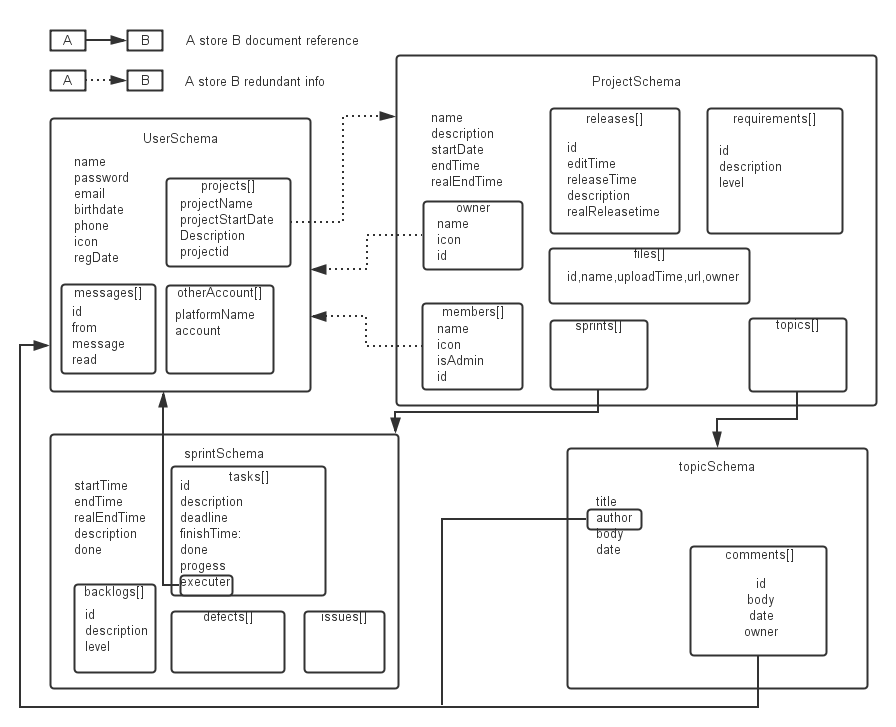 A B A store B document reference
A B A store B redundant info
UserSchema
name
password
email
birthdate
phone
icon
regDate
projects[]
projectName
projectStartDate
Description
projectid
messages[]
id
from
message
read
otherAccount[]
platformName
account
ProjectSchema
name
description
startDate
endTime
realEndTime
owner
name
icon
id
members[]
name
icon
isAdmin
id
releases[]
id
editTime
releaseTime
description
realReleasetime
requirements[]
id
description
level
files[]
id,name,uploadTime,url,owner
sprints[]
topics[]
sprintSchema
startTime
endTime
realEndTime
description
done
tasks[]
id
description
deadline
finishTime:
done
progess
executer
backlogs[]
id
description
level
defects[]
issues[]
topicSchema
title
author
body
date
comments[]
id
body
date
owner